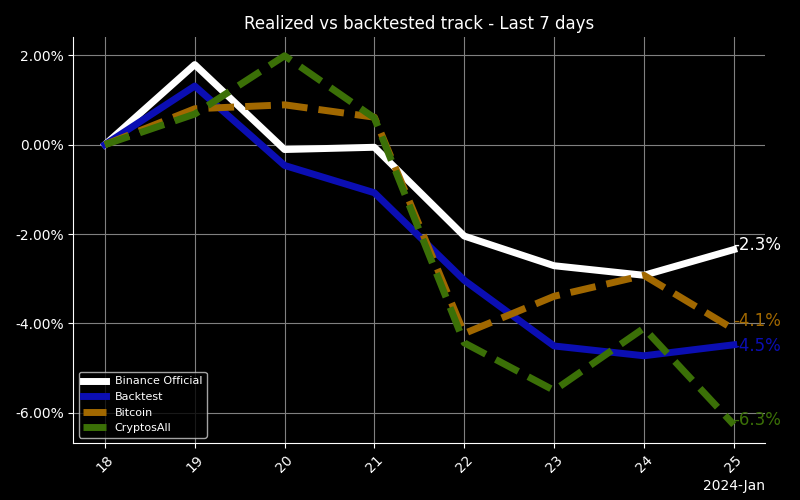 Realized vs backtested track - Last 7 days
2.00%
0.00%
-2.00%
-4.00%
-6.00%
-2.3%
-4.1%
-4.5%
-6.3%
Binance Official
Backtest
Bitcoin
CryptosAll
18
19
20
21
22
23
24
25
2024-Jan